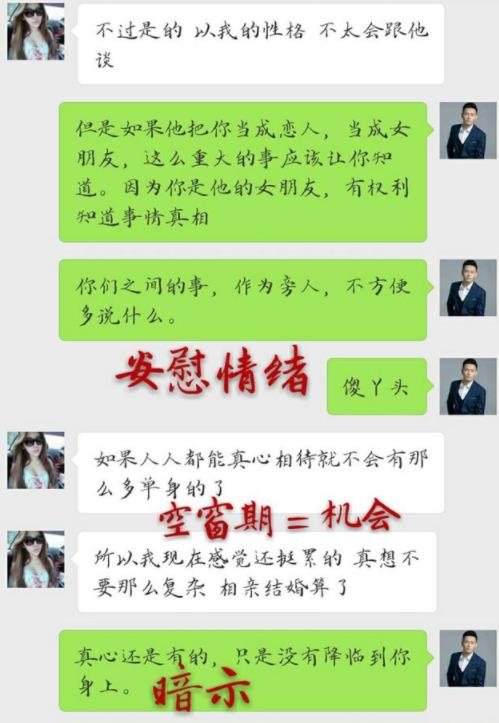 不过是的 以我的性格 不太会跟他
谈
但是如果他把你当成恋人，当成女
朋友，这么重大的事应该让你知
道。因为你是他的女朋友，有权利
知道事情真相
你们之间的事，作为旁人，不方便
多说什么。
安慰情绪
傻丫头
如果人人都能真心相待就不会有那
么多单身的了
空窗期＝机会
所以我现在感觉还挺累的 真想不
要那么复杂 相亲结婚算了
真心还是有的，只是没有降临到你
身上。
暗示